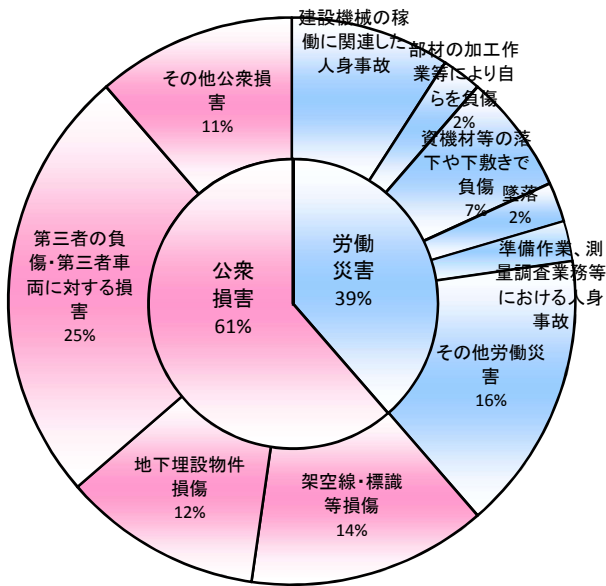 建設機械の稼
働に関連した
人身事故
部材の加工作
業等により自
らを負傷
2%
資機材等の落
下や下敷きで
負傷
7%
墜落
2%
準備作業、測
量調査業務等
における人身
事故
その他労働災
害
16%
架空線・標識
等損傷
14%
地下埋設物件
損傷
12%
第三者の負
傷・第三者車
両に対する損
害
25%
その他公衆損
害
11%
労働
災害
39%
公衆
損害
61%